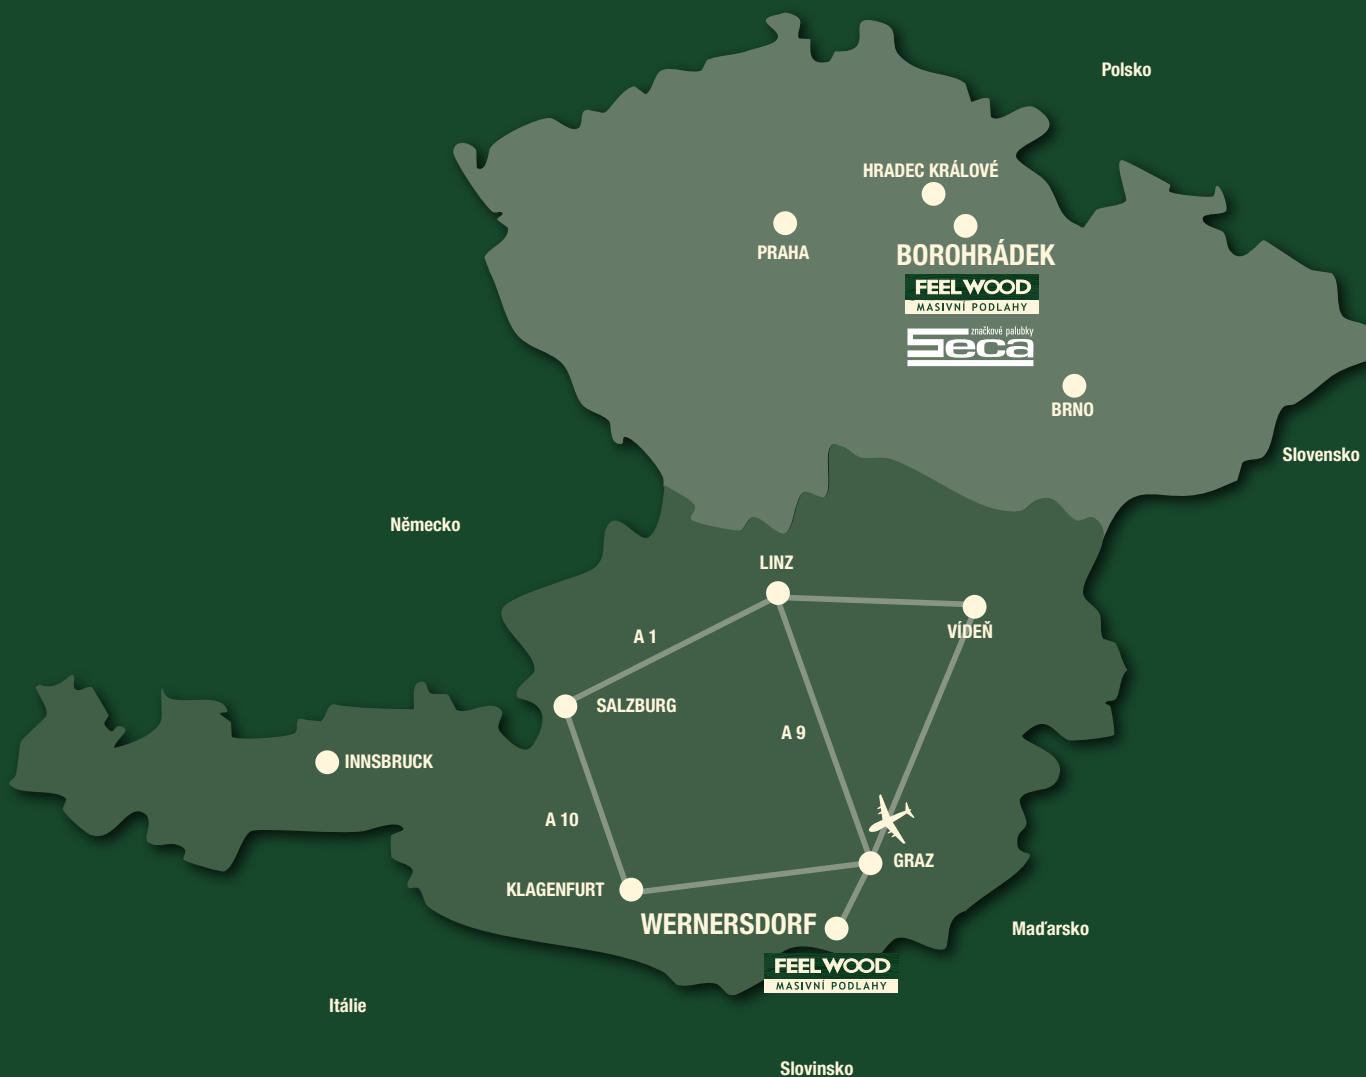 Polsko
HRADEC KRÁLOVÉ
PRAHA
BOROHRÁDEK
FEELWOOD
MASIVNÍ PODLAHY
značkové palubky
Seca
BRNO
Slovensko
Německo
LINZ
VÍDEŇ
A 1
SALZBURG
A 9
INNSBRUCK
A 10
GRAZ
KLAGENFURT
WERNERSDORF
Maďarsko
FEELWOOD
MASIVNÍ PODLAHY
Itálie
Slovinsko